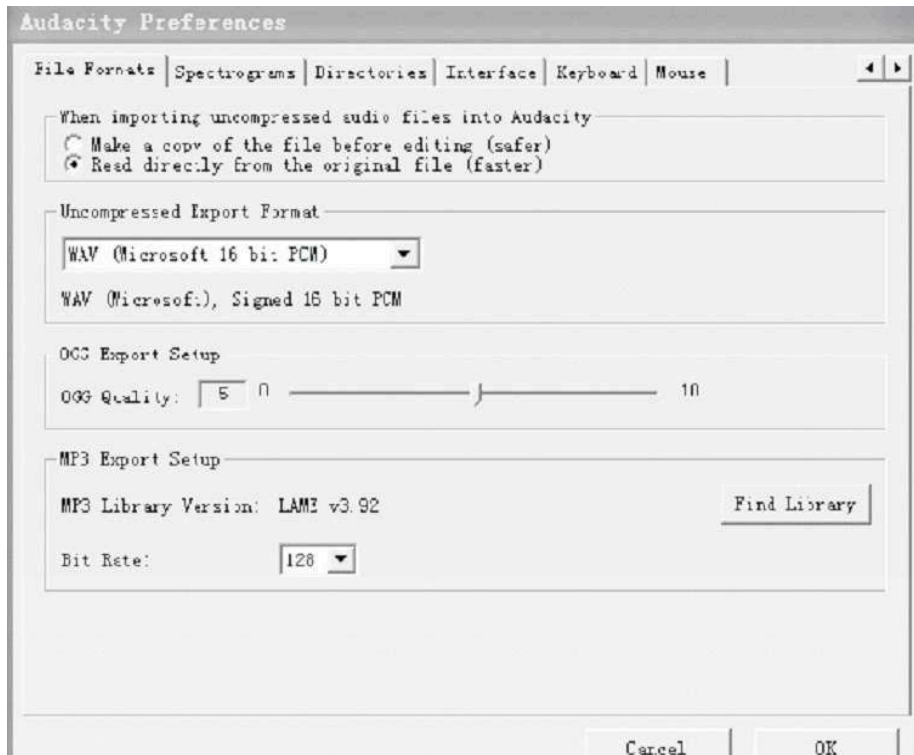 Audacity Preferences
File Formats Spectrograms Directories Interface Keyboard Mouse
When importing uncompressed audio files into Audacity
Make a copy of the file before editing (safer)
Read directly from the original file (faster)
Uncompressed Export Format
WAV (Microsoft 16 bit PCM)
WAV (Microsoft), Signed 16 bit PCM
OGG Export Setup
OGG Quality: 5 0 10
MP3 Export Setup
MP3 Library Version: LAME v3.92 Find Library
Bit Rate: 128
Cancel OK